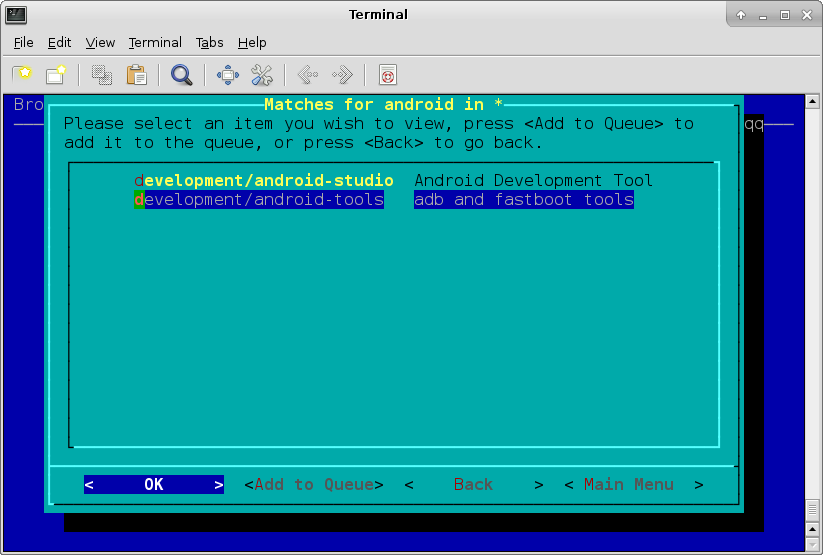 Terminal
File Edit View Terminal Tabs Help
Bro
Matches for android in *
Please select an item you wish to view, press <Add to Queue> to
add it to the queue, or press <Back> to go back.
qq
development/android-studio Android Development Tool
development/android-tools adb and fastboot tools
< OK > <Add to Queue> < Back > < Main Menu >